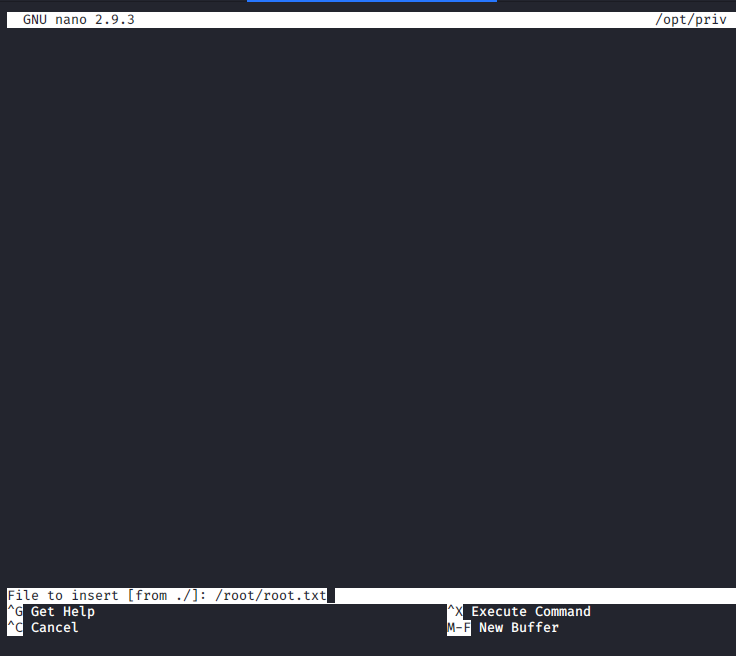 GNU nano 2.9.3 /opt/priv
File to insert [from ./]: /root/root.txt
^G Get Help ^X Execute Command
^C Cancel M-F New Buffer